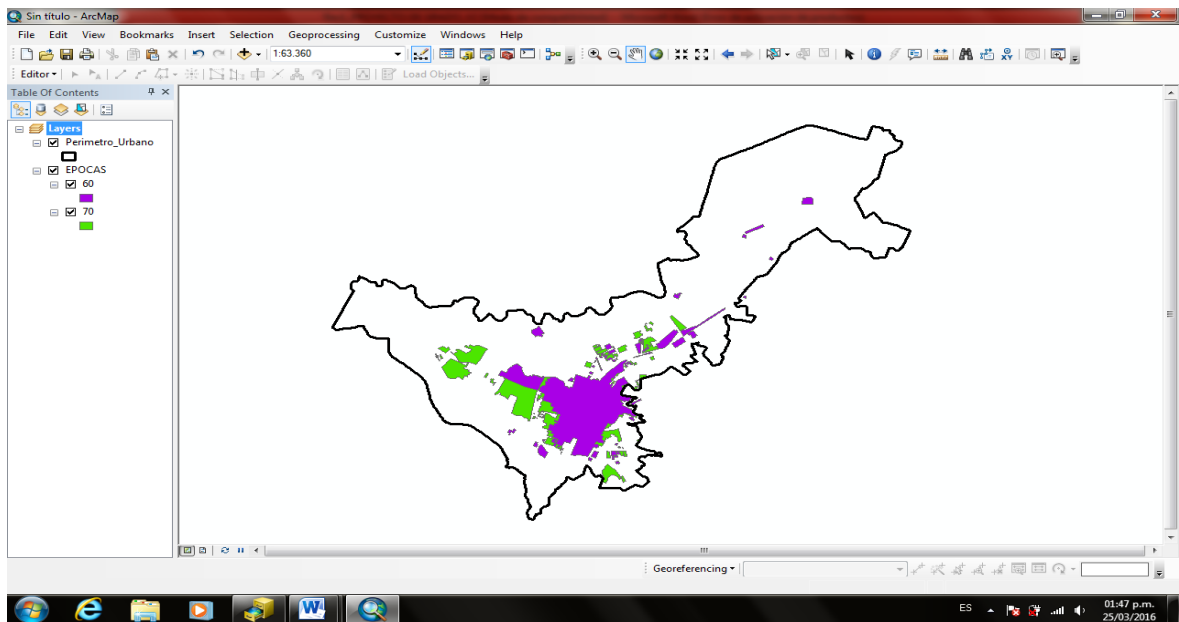 Sin título - ArcMap
File Edit View Bookmarks Insert Selection Geoprocessing Customize Windows Help
1:63.360
Editor Load Objects...
Table Of Contents
Layers
Perimetro_Urbano
EPOCAS
60
70
Georeferencing
ES
01:47 p.m.
25/03/2016